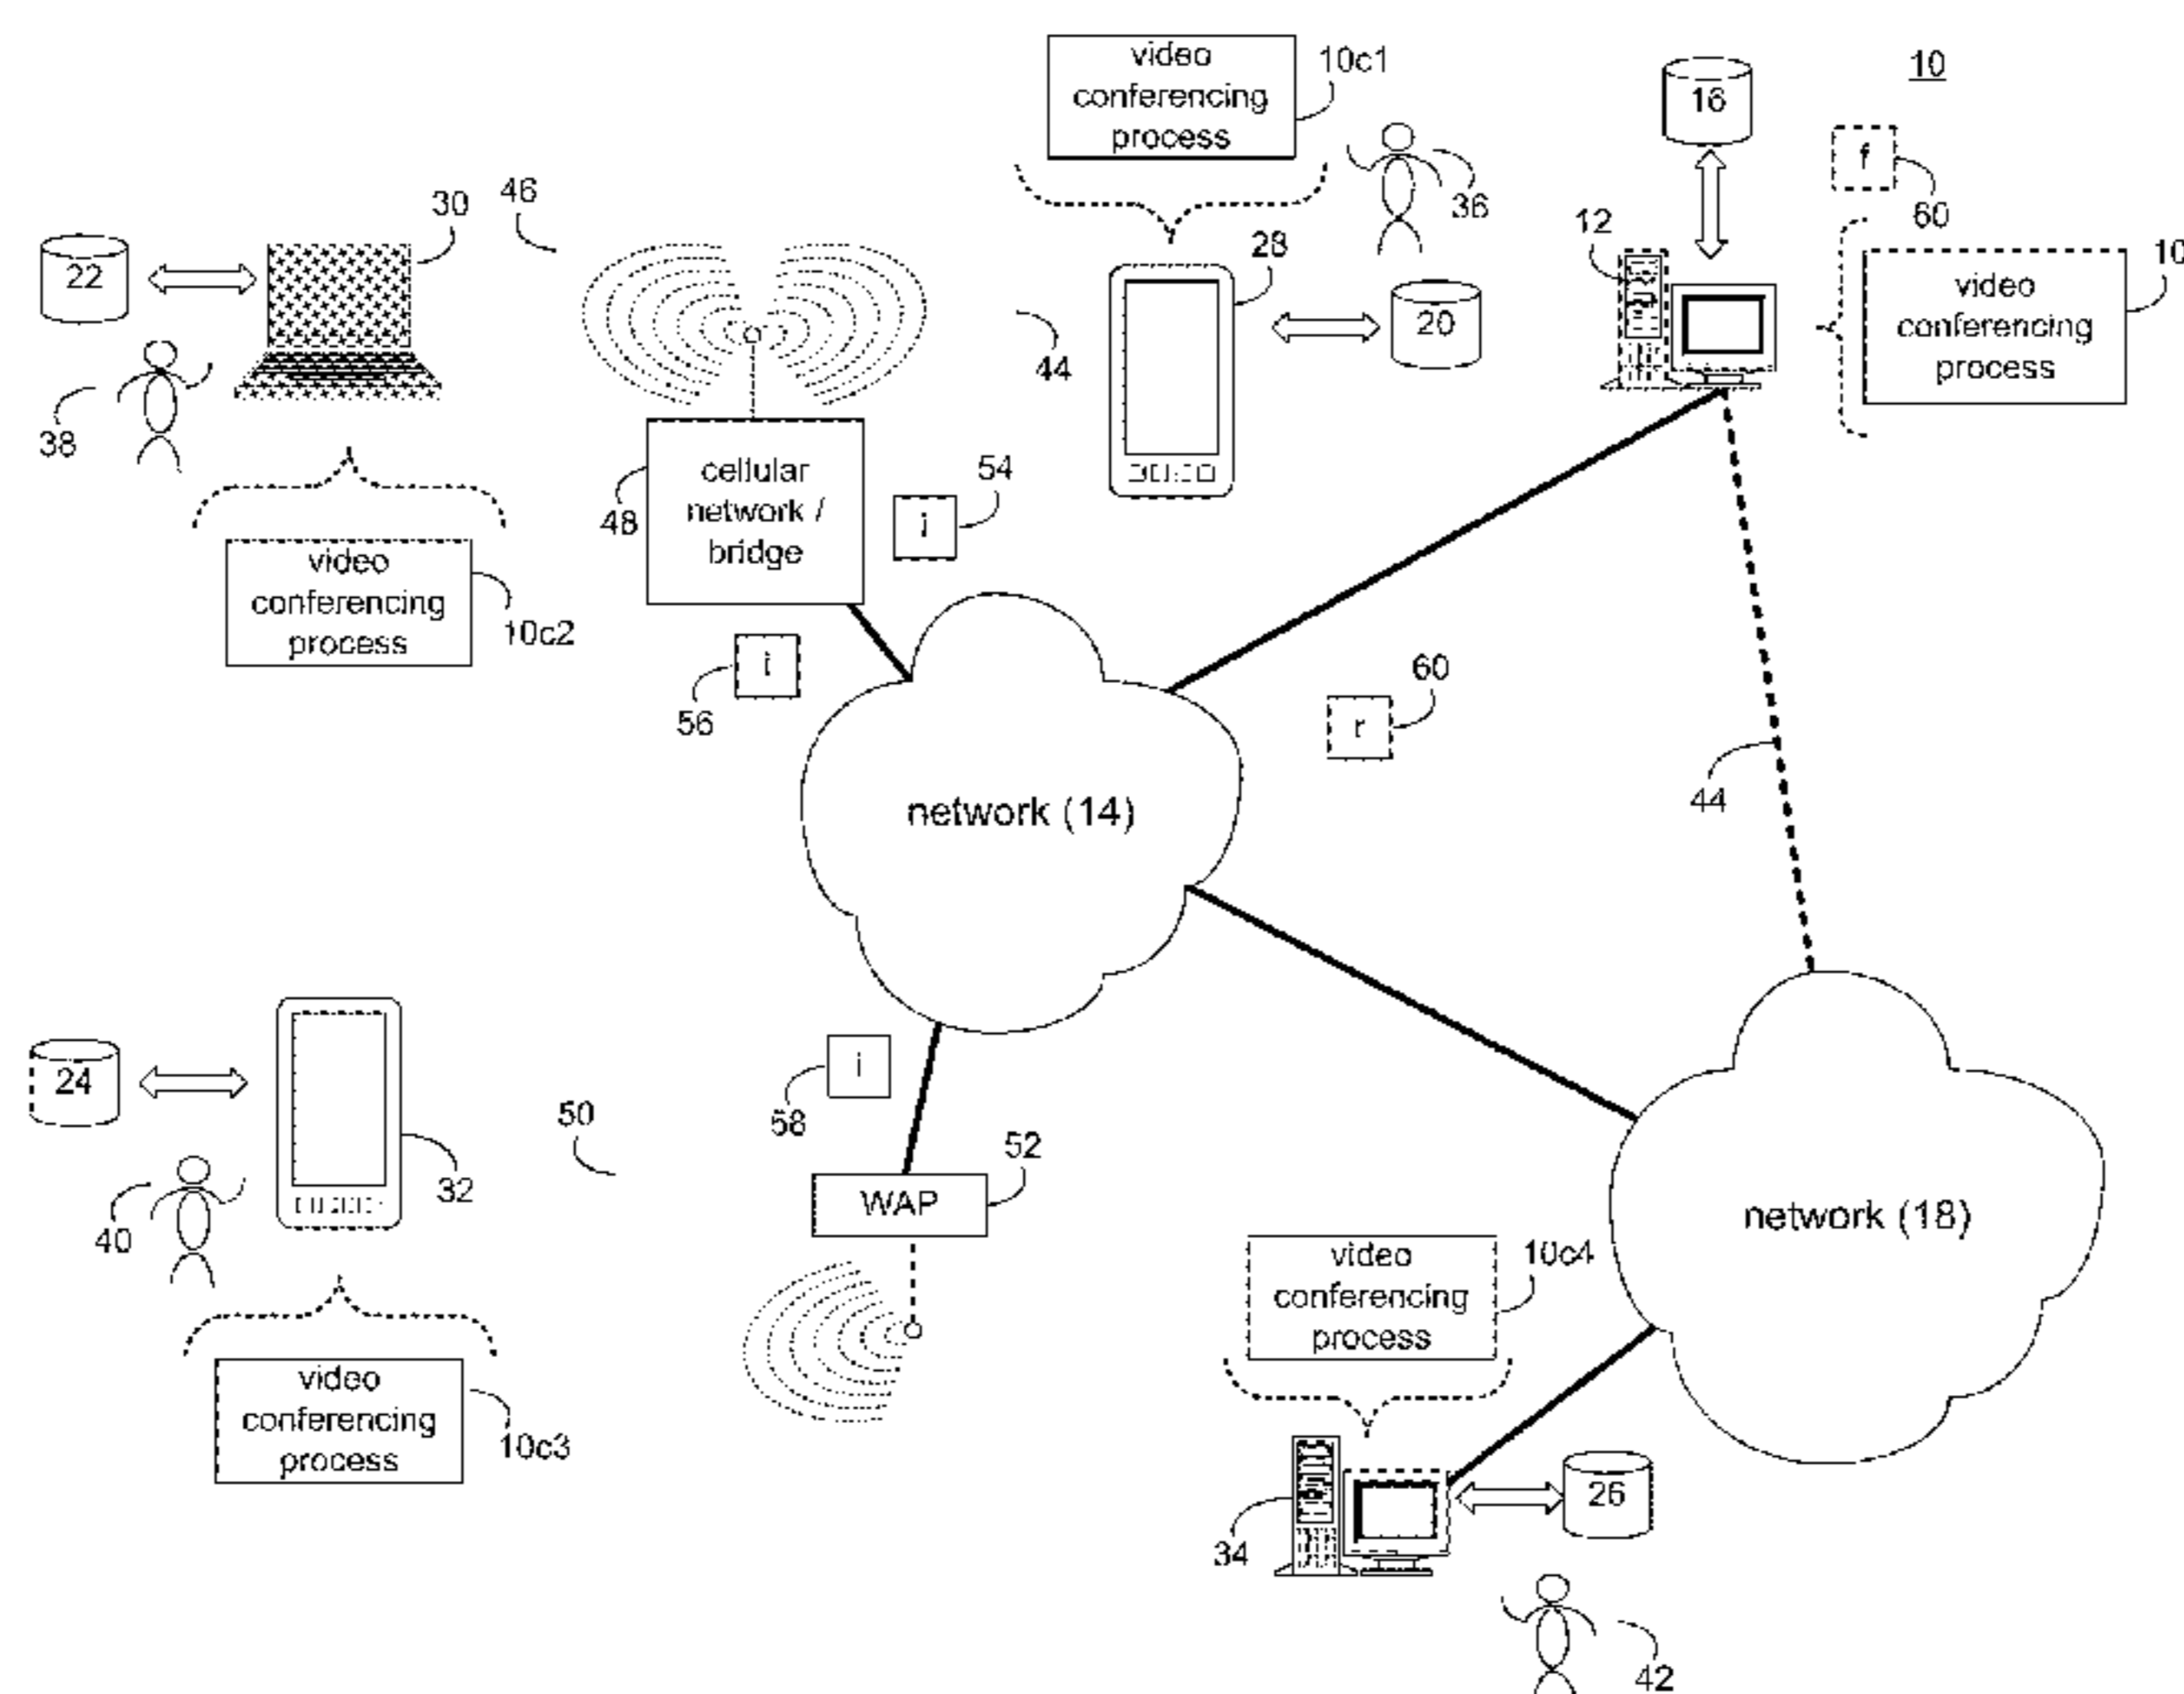 10
video
conferencing
process
10c1
16
f
60
12
video
conferencing
process
10
36
28
20
44
46
30
22
38
video
conferencing
process
10c2
cellular
network /
bridge
48
i
54
i
56
r
60
44
network (14)
24
32
40
video
conferencing
process
10c3
50
i
58
WAP
52
network (18)
video
conferencing
process
10c4
34
26
42